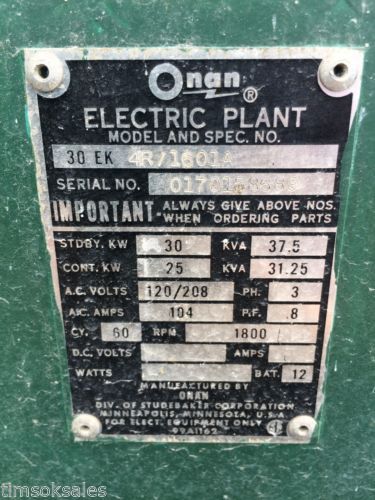 Onan ®
ELECTRIC PLANT
MODEL AND SPEC. NO.
30 EK 4R/1601A
SERIAL NO.
IMPORTANT- ALWAYS GIVE ABOVE NOS.
WHEN ORDERING PARTS
STDBY. KW 30 KVA 37.5
CONT. KW 25 KVA 31.25
A.C. VOLTS 120/208 PH. 3
A.C. AMPS 104 P.F. .8
CY. 60 RPM 1800
D.C. VOLTS AMPS
WATTS BAT. 12
MANUFACTURED BY
ONAN
DIV. OF STUDEBAKER CORPORATION
MINNEAPOLIS, MINNESOTA, U.S.A.
FOR ELECT. EQUIPMENT ONLY
99A1162
timsoksales